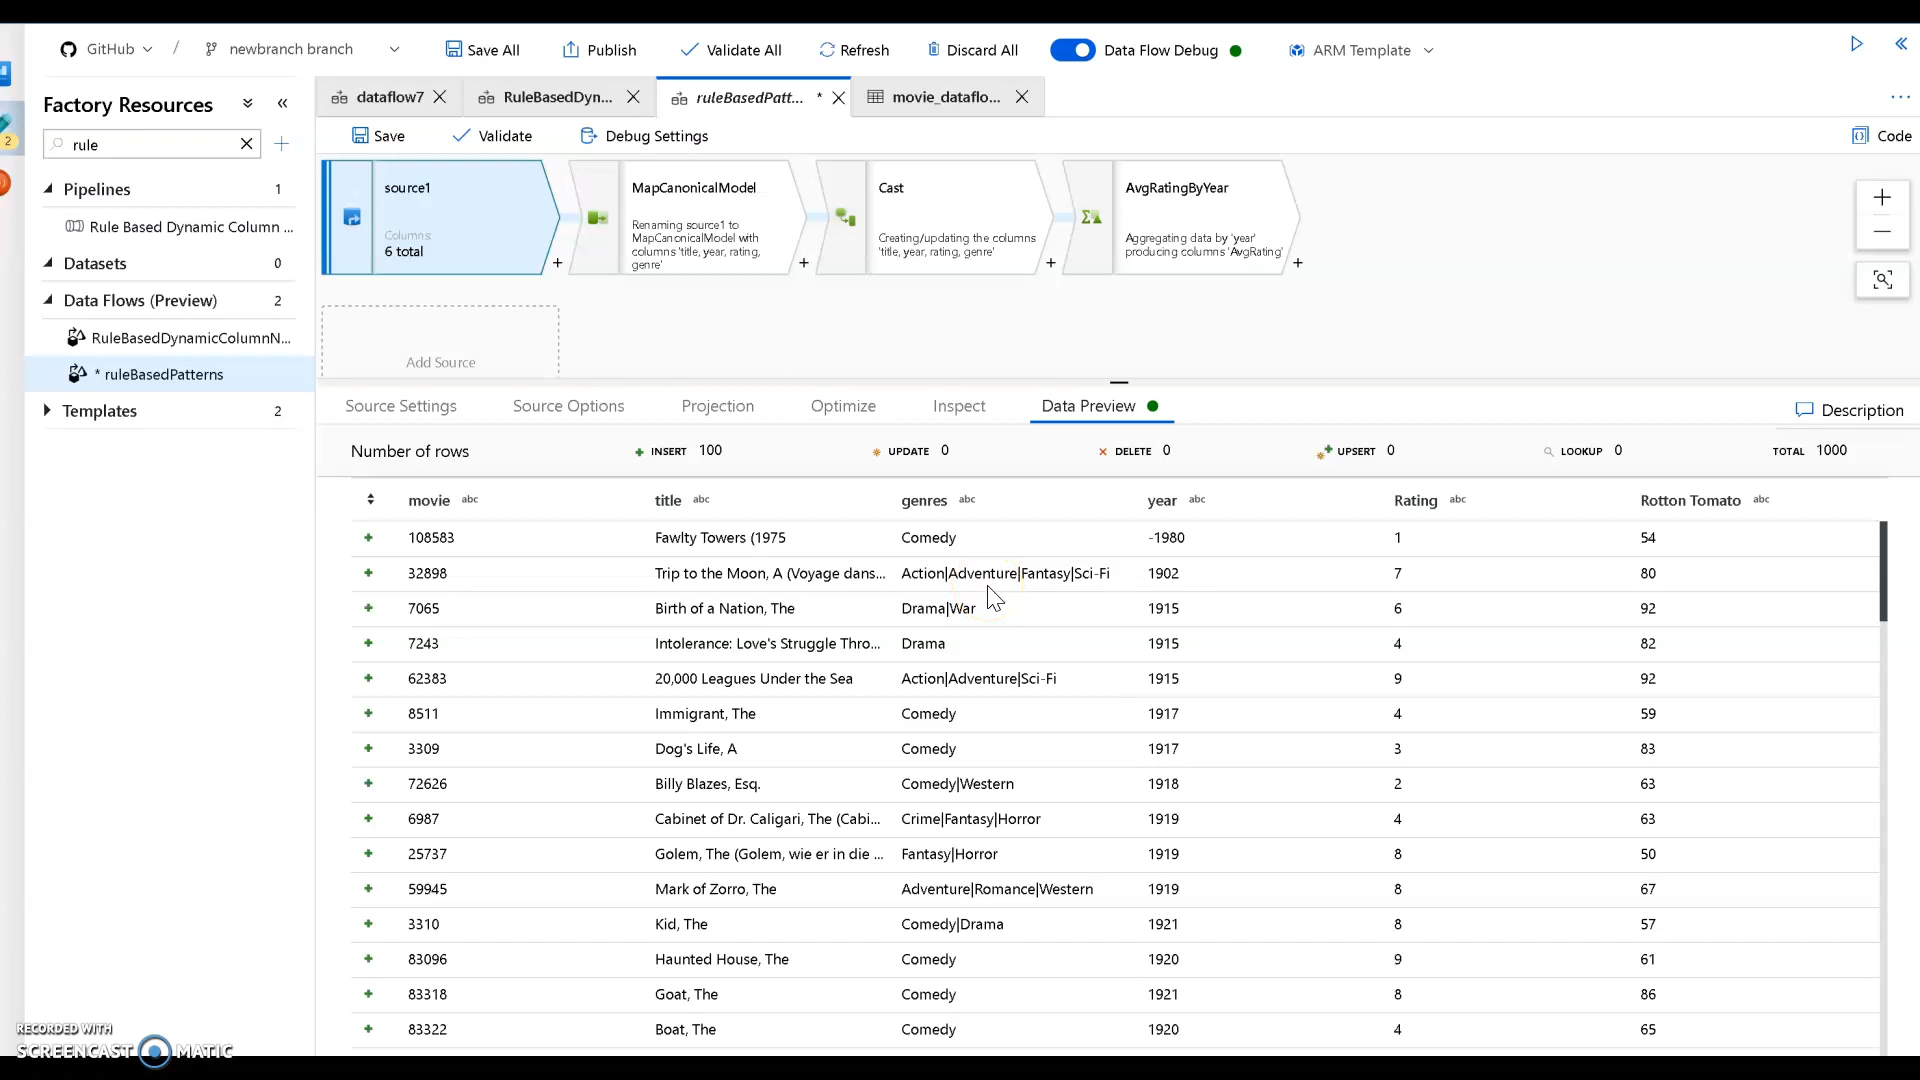 GitHub / newbranch branch Save All Publish Validate All Refresh Discard All Data Flow Debug ARM Template
Factory Resources
rule
Pipelines 1
Rule Based Dynamic Column ...
Datasets 0
Data Flows (Preview) 2
RuleBasedDynamicColumnN...
* ruleBasedPatterns
Templates 2
2
dataflow7 RuleBasedDyn... ruleBasedPatt... * movie_dataflo... ...
Save Validate Debug Settings Code
source1
Columns:
6 total
+
MapCanonicalModel
Renaming source1 to
MapCanonicalModel with
columns 'title, year, rating,
genre'
+
Cast
Creating/updating the columns
'title, year, rating, genre'
+
AvgRatingByYear
Aggregating data by 'year'
producing columns 'AvgRating'
+
Add Source
Source Settings Source Options Projection Optimize Inspect Data Preview Description
Number of rows INSERT 100 UPDATE 0 DELETE 0 UPSERT 0 LOOKUP 0 TOTAL 1000
movie abc title abc genres abc year abc Rating abc Rotton Tomato abc
108583 Fawlty Towers (1975 Comedy -1980 1 54
32898 Trip to the Moon, A (Voyage dans... Action|Adventure|Fantasy|Sci-Fi 1902 7 80
7065 Birth of a Nation, The Drama|War 1915 6 92
7243 Intolerance: Love's Struggle Thro... Drama 1915 4 82
62383 20,000 Leagues Under the Sea Action|Adventure|Sci-Fi 1915 9 92
8511 Immigrant, The Comedy 1917 4 59
3309 Dog's Life, A Comedy 1917 3 83
72626 Billy Blazes, Esq. Comedy|Western 1918 2 63
6987 Cabinet of Dr. Caligari, The (Cabi... Crime|Fantasy|Horror 1919 4 63
25737 Golem, The (Golem, wie er in die ... Fantasy|Horror 1919 8 50
59945 Mark of Zorro, The Adventure|Romance|Western 1919 8 67
3310 Kid, The Comedy|Drama 1921 8 57
83096 Haunted House, The Comedy 1920 9 61
83318 Goat, The Comedy 1921 8 86
83322 Boat, The Comedy 1920 4 65
RECORDED WITH
SCREENCAST MATIC